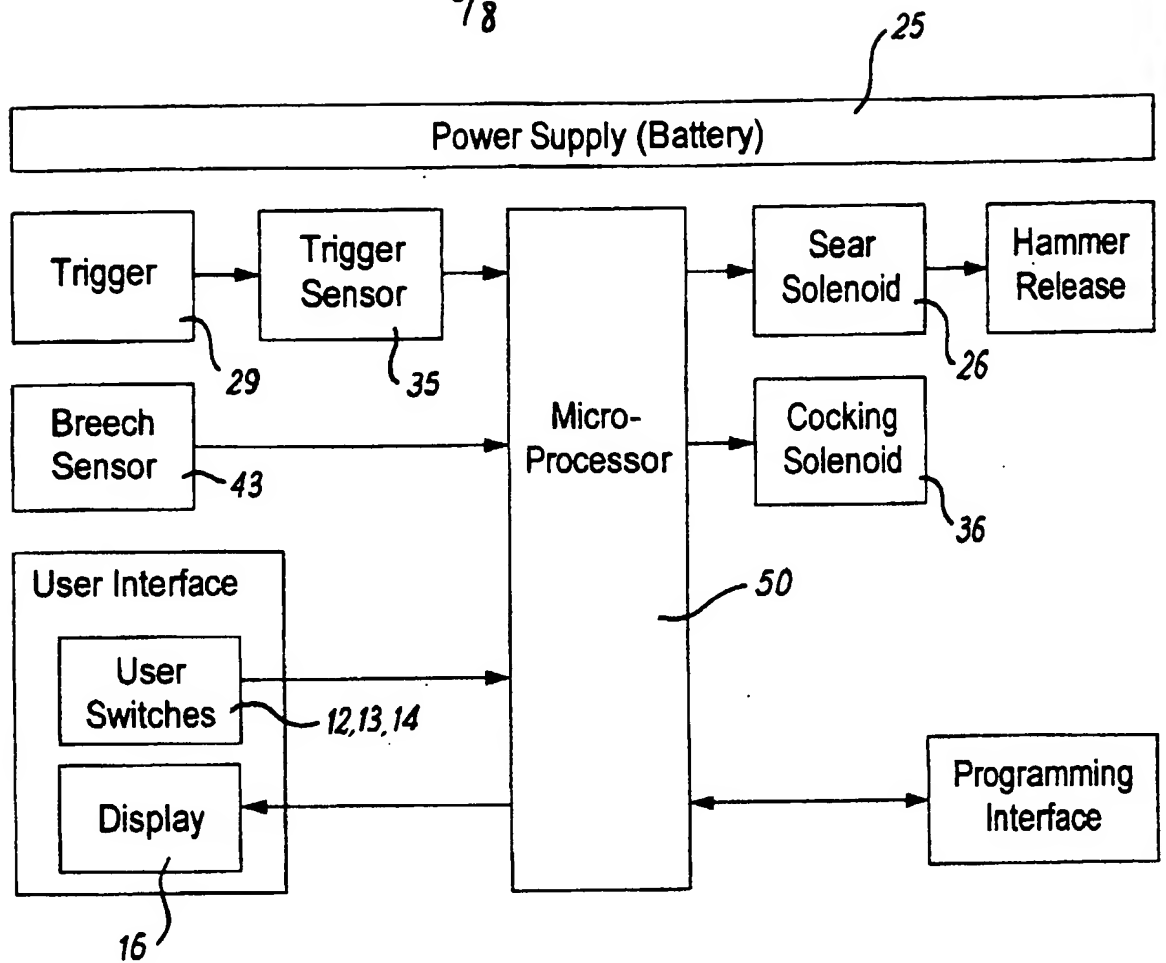 /8
25
Power Supply (Battery)
Trigger
29
Trigger
Sensor
35
Sear
Solenoid
26
Hammer
Release
Breech
Sensor
43
Micro-
Processor
50
Cocking
Solenoid
36
User Interface
User
Switches
12,13,14
Display
16
Programming
Interface